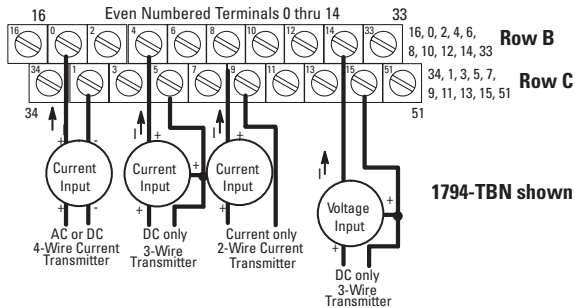 16 Even Numbered Terminals 0 thru 14 33
16 0 2 4 6 8 10 12 14 33
16, 0, 2, 4, 6,
8, 10, 12, 14, 33
Row B
34 1 3 5 7 9 11 13 15 51
34, 1, 3, 5, 7,
9, 11, 13, 15, 51
Row C
34 51
I I I I
+ - + + +
Current
Input
Current
Input
Current
Input
Voltage
Input
1794-TBN shown
+ - + +
AC or DC
4-Wire Current
Transmitter
DC only
3-Wire
Transmitter
Current only
2-Wire Current
Transmitter
+
DC only
3-Wire
Transmitter